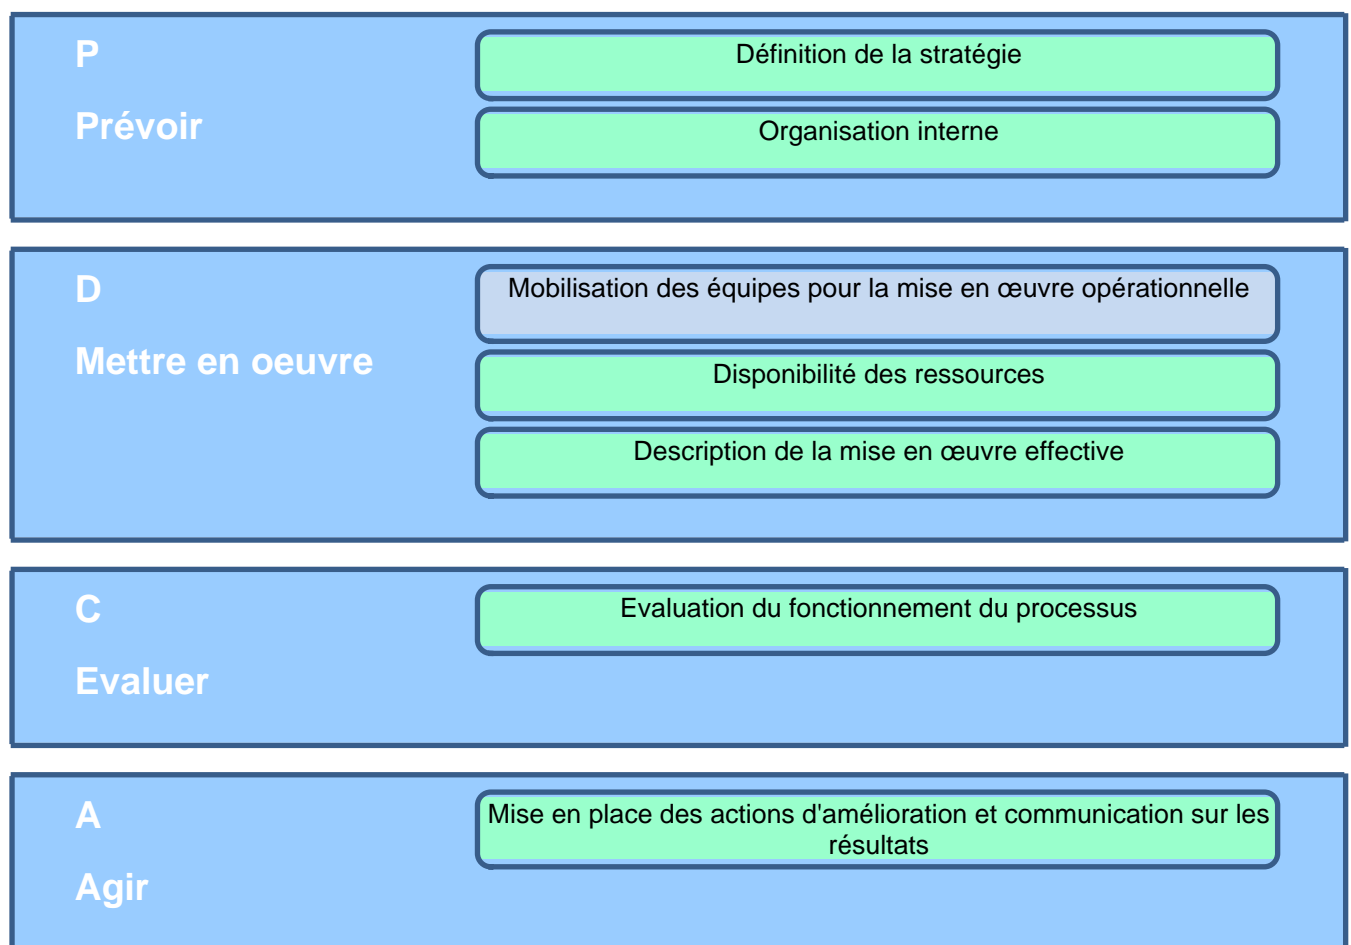 P
Définition de la stratégie
Prévoir
Organisation interne
D
Mobilisation des équipes pour la mise en œuvre opérationnelle
Mettre en oeuvre
Disponibilité des ressources
Description de la mise en œuvre effective
C
Evaluation du fonctionnement du processus
Evaluer
A
Mise en place des actions d'amélioration et communication sur les
résultats
Agir